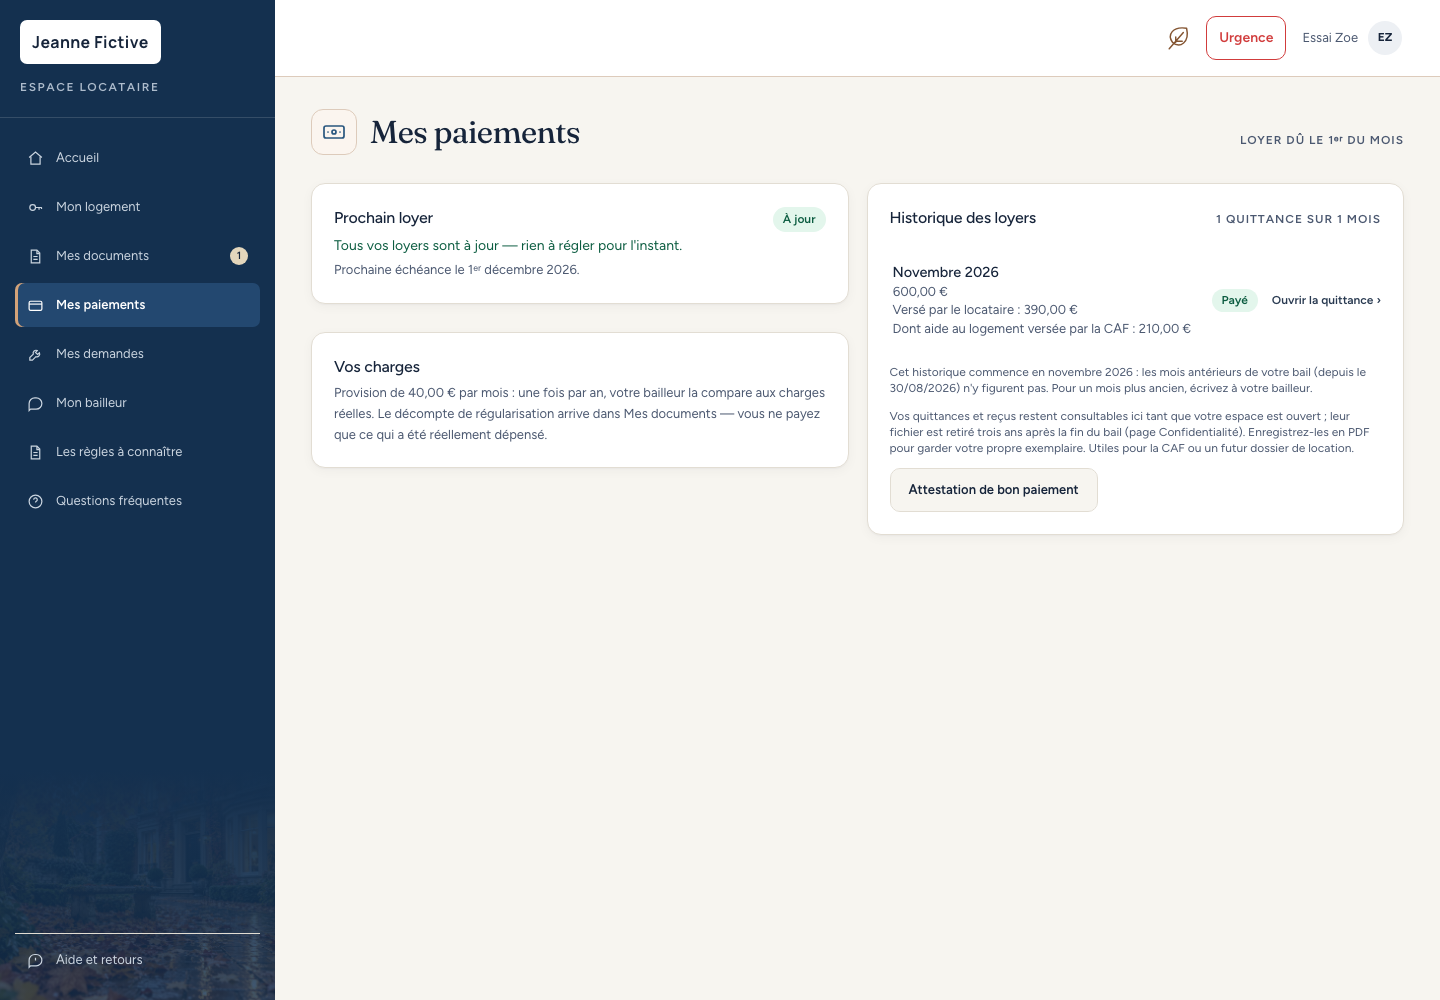 Jeanne Fictive
ESPACE LOCATAIRE
Accueil
Mon logement
Mes documents
1
Mes paiements
Mes demandes
Mon bailleur
Les règles à connaître
Questions fréquentes
Aide et retours
Urgence
Essai Zoe
EZ
Mes paiements
LOYER DÛ LE 1ᵉʳ DU MOIS
Prochain loyer
À jour
Tous vos loyers sont à jour — rien à régler pour l'instant.
Prochaine échéance le 1ᵉʳ décembre 2026.
Vos charges
Provision de 40,00 € par mois : une fois par an, votre bailleur la compare aux charges
réelles. Le décompte de régularisation arrive dans Mes documents — vous ne payez
que ce qui a été réellement dépensé.
Historique des loyers
1 QUITTANCE SUR 1 MOIS
Novembre 2026
600,00 €
Versé par le locataire : 390,00 €
Dont aide au logement versée par la CAF : 210,00 €
Payé
Ouvrir la quittance ›
Cet historique commence en novembre 2026 : les mois antérieurs de votre bail (depuis le
30/08/2026) n'y figurent pas. Pour un mois plus ancien, écrivez à votre bailleur.
Vos quittances et reçus restent consultables ici tant que votre espace est ouvert ; leur
fichier est retiré trois ans après la fin du bail (page Confidentialité). Enregistrez-les en PDF
pour garder votre propre exemplaire. Utiles pour la CAF ou un futur dossier de location.
Attestation de bon paiement